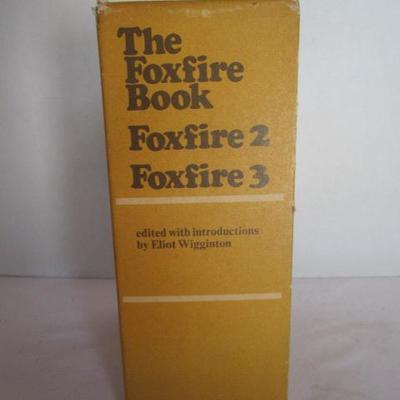 The
Foxfire
Book
Foxfire 2
Foxfire 3
edited with introductions
by Eliot Wigginton